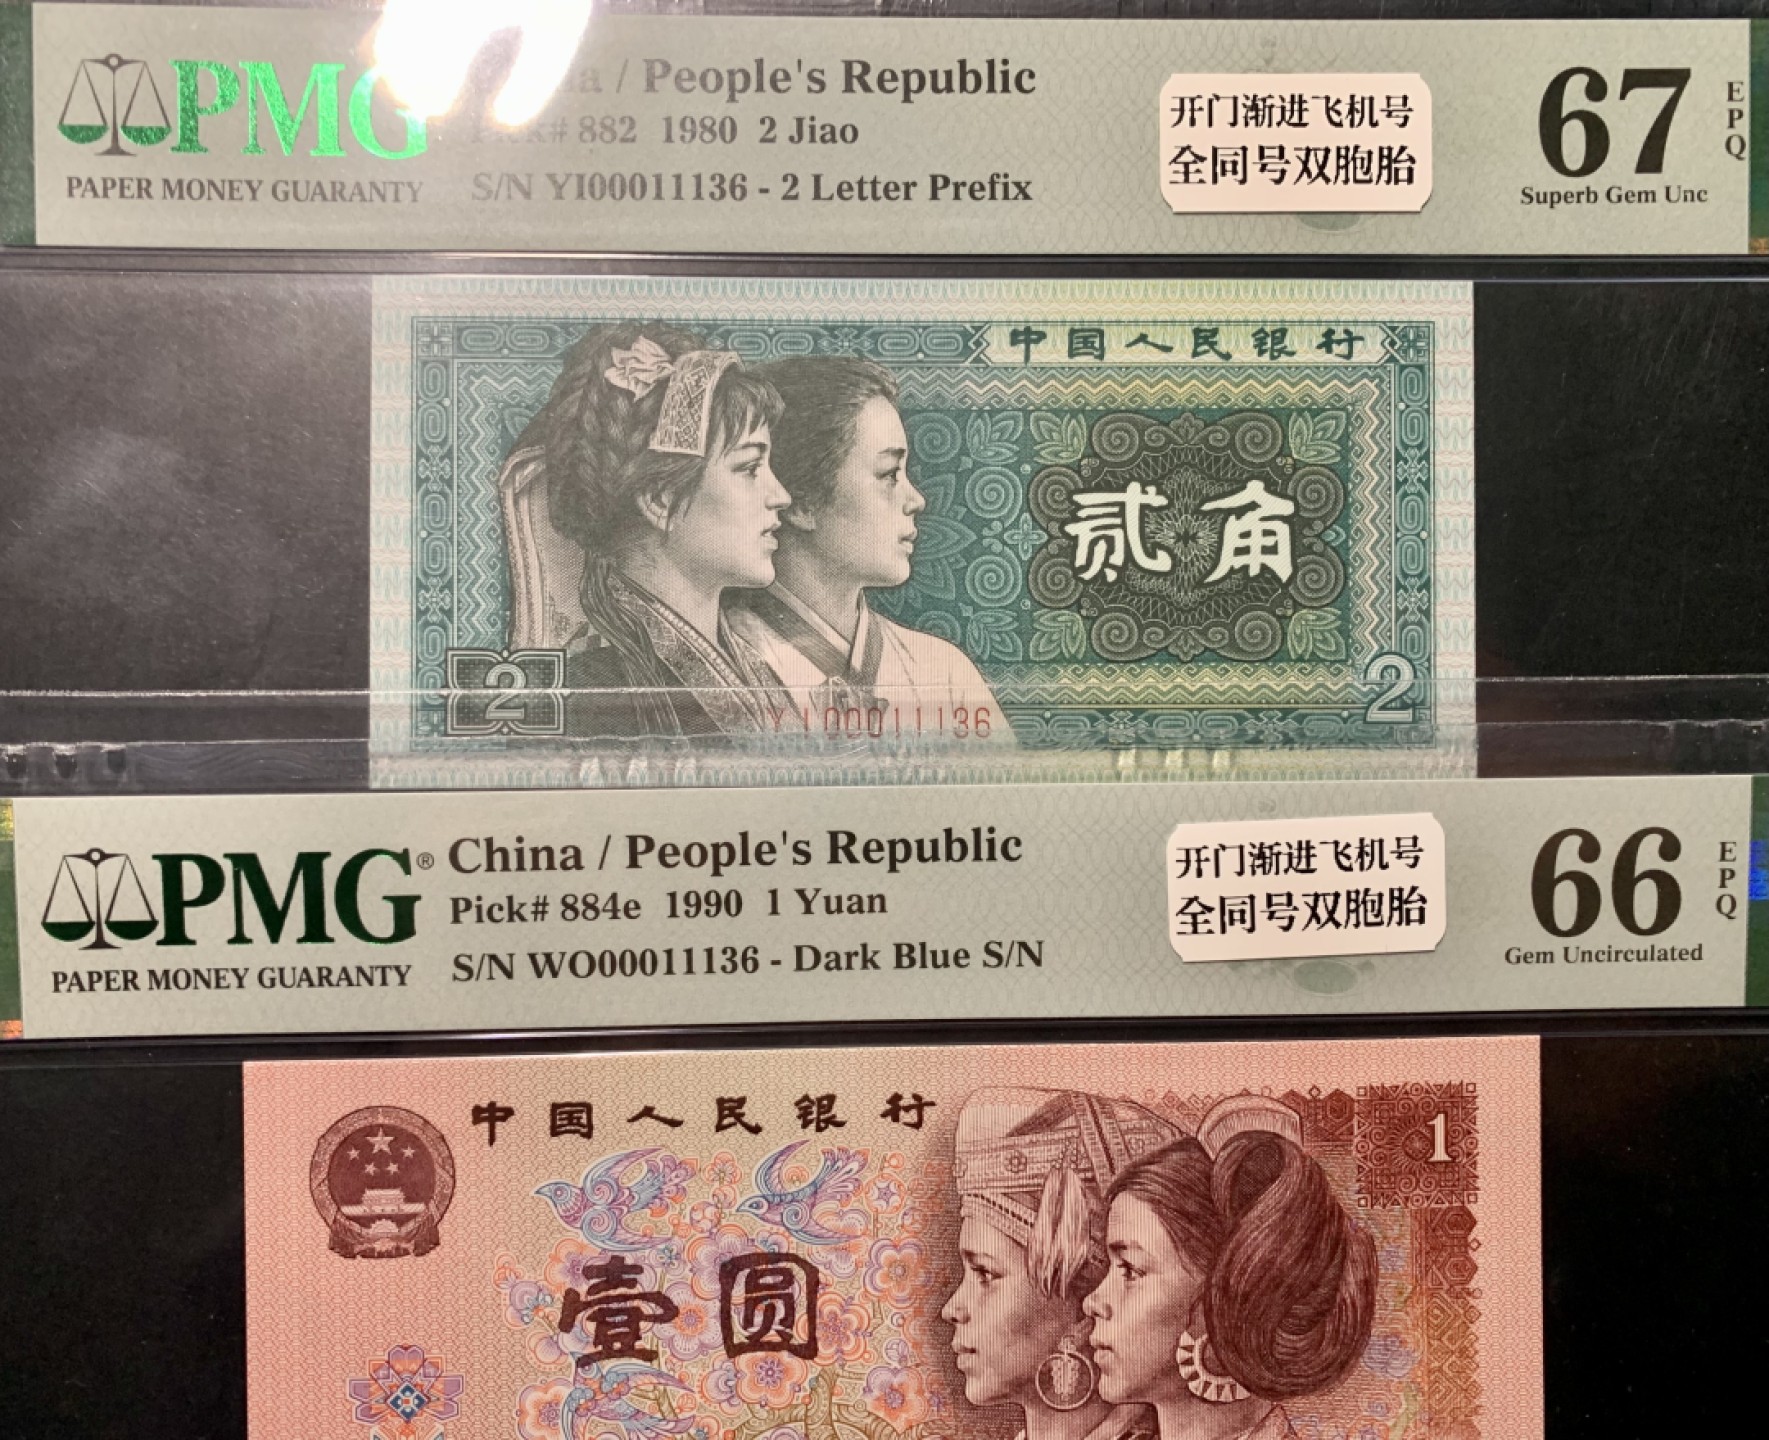 PMG
/ People's Republic
882 1980 2 Jiao
PAPER MONEY GUARANTY
S/N YI00011136 - 2 Letter Prefix
开门渐进飞机号
全同号双胞胎
67
EPQ
Superb Gem Unc
中国人民银行
贰角
2
2
YI00011136
PMG®
China / People's Republic
Pick# 884e 1990 1 Yuan
PAPER MONEY GUARANTY
S/N WO00011136 - Dark Blue S/N
开门渐进飞机号
全同号双胞胎
66
EPQ
Gem Uncirculated
中国人民银行
1
壹圆